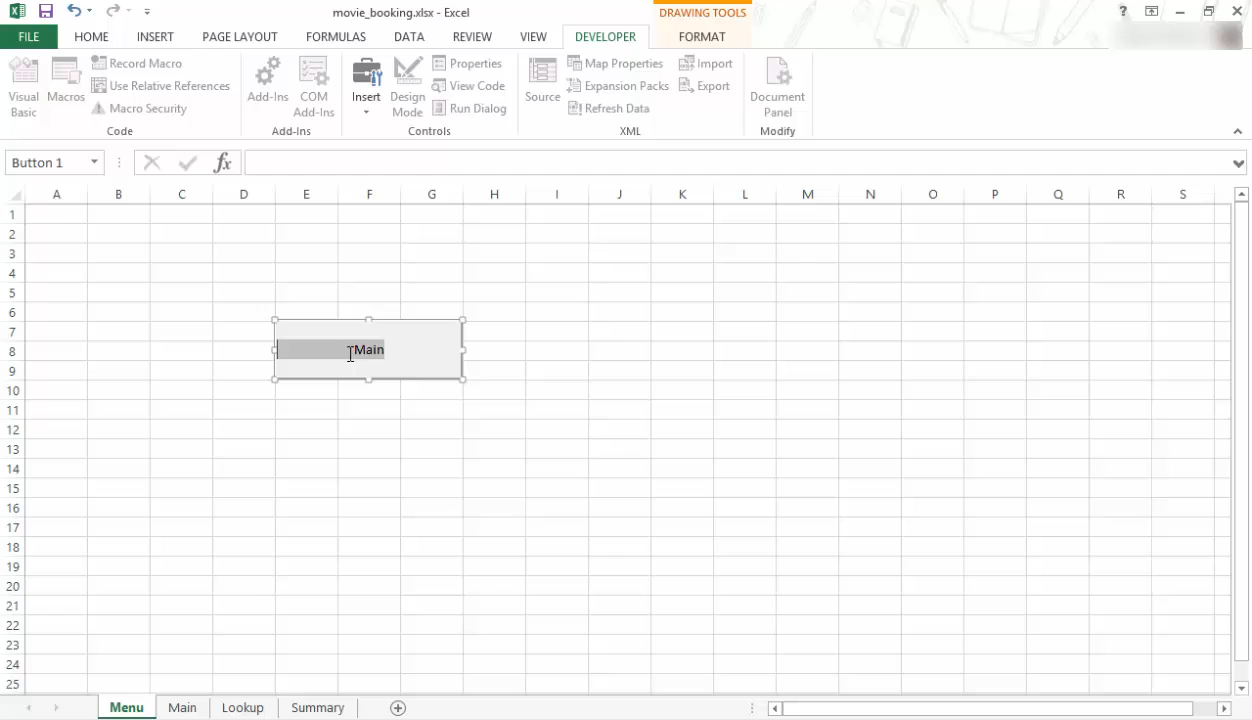 movie_booking.xlsx - Excel
DRAWING TOOLS
?
FILE HOME INSERT PAGE LAYOUT FORMULAS DATA REVIEW VIEW DEVELOPER FORMAT
Visual Basic
Macros
Record Macro
Use Relative References
Macro Security
Code
Add-Ins
COM Add-Ins
Add-Ins
Insert
Design Mode
Properties
View Code
Run Dialog
Controls
Source
Map Properties
Expansion Packs
Refresh Data
Import
Export
XML
Document Panel
Modify
Button 1
fx
A B C D E F G H I J K L M N O P Q R S
1
2
3
4
5
6
7
8
9
10
11
12
13
14
15
16
17
18
19
20
21
22
23
24
25
Main
Menu Main Lookup Summary